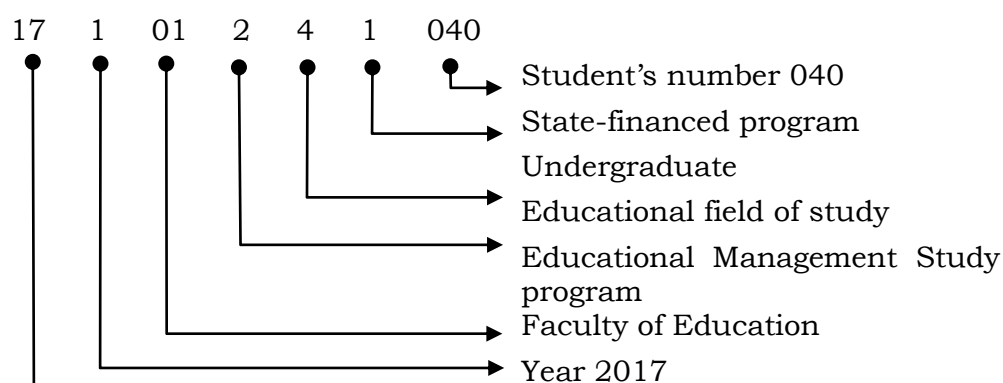 17 1 01 2 4 1 040
Student’s number 040
State-financed program
Undergraduate
Educational field of study
Educational Management Study
program
Faculty of Education
Year 2017